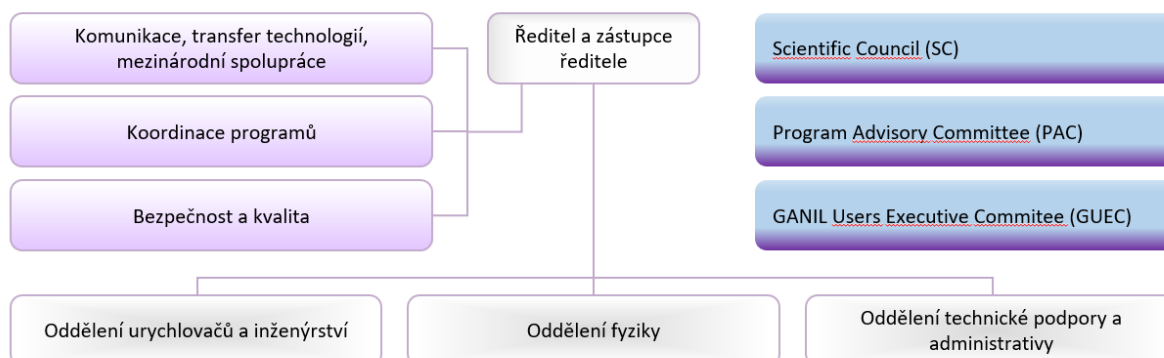 Komunikace, transfer technologií,
mezinárodní spolupráce
Ředitel a zástupce
ředitele
Scientific Council (SC)
Koordinace programů
Program Advisory Committee (PAC)
Bezpečnost a kvalita
GANIL Users Executive Commitee (GUEC)
Oddělení urychlovačů a inženýrství
Oddělení fyziky
Oddělení technické podpory a
administrativy